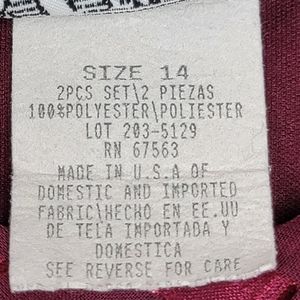 SIZE 14
2PCS SET\2 PIEZAS
100%POLYESTER\POLIESTER
LOT 203-5129
RN 67563
MADE IN U.S.A OF
DOMESTIC AND IMPORTED
FABRIC\HECHO EN EE.UU
DE TELA IMPORTADA Y
DOMESTICA
SEE REVERSE FOR CARE